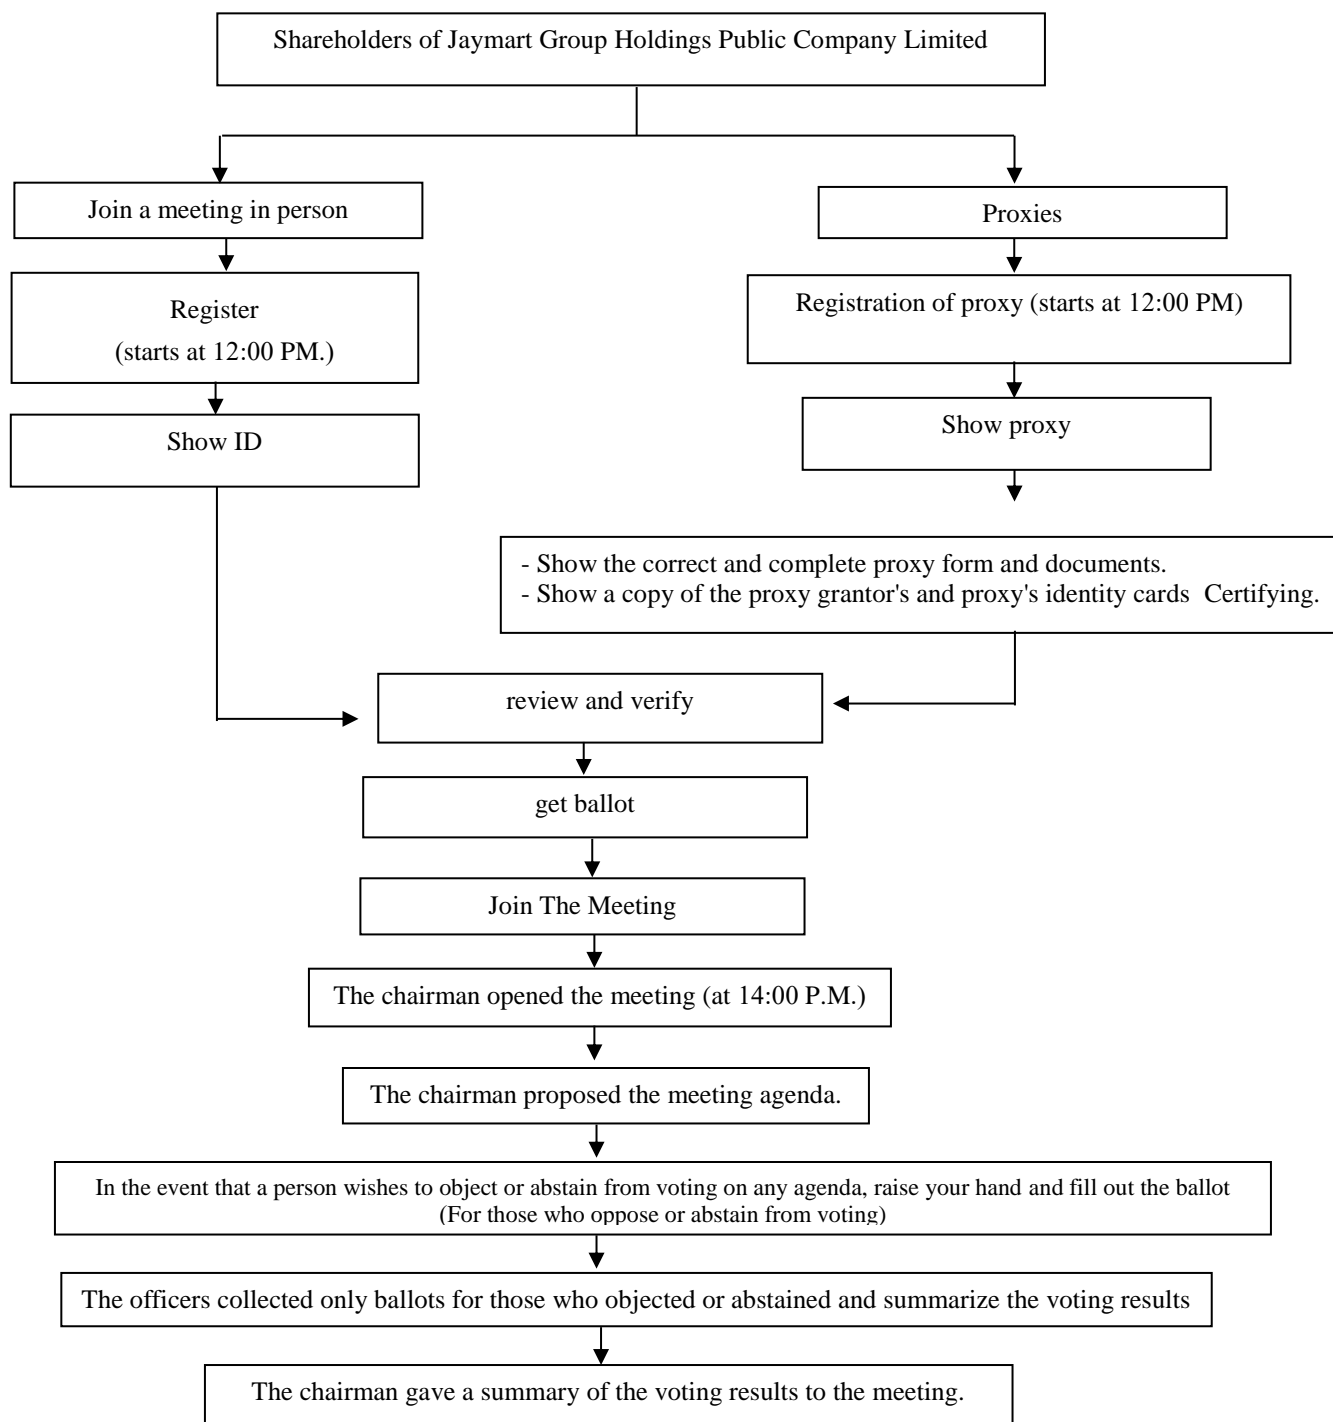 Shareholders of Jaymart Group Holdings Public Company Limited
Join a meeting in person
Proxies
Register
(starts at 12:00 PM.)
Registration of proxy (starts at 12:00 PM)
Show ID
Show proxy
- Show the correct and complete proxy form and documents.
- Show a copy of the proxy grantor's and proxy's identity cards  Certifying.
review and verify
get ballot
Join The Meeting
The chairman opened the meeting (at 14:00 P.M.)
The chairman proposed the meeting agenda.
In the event that a person wishes to object or abstain from voting on any agenda, raise your hand and fill out the ballot
(For those who oppose or abstain from voting)
The officers collected only ballots for those who objected or abstained and summarize the voting results
The chairman gave a summary of the voting results to the meeting.